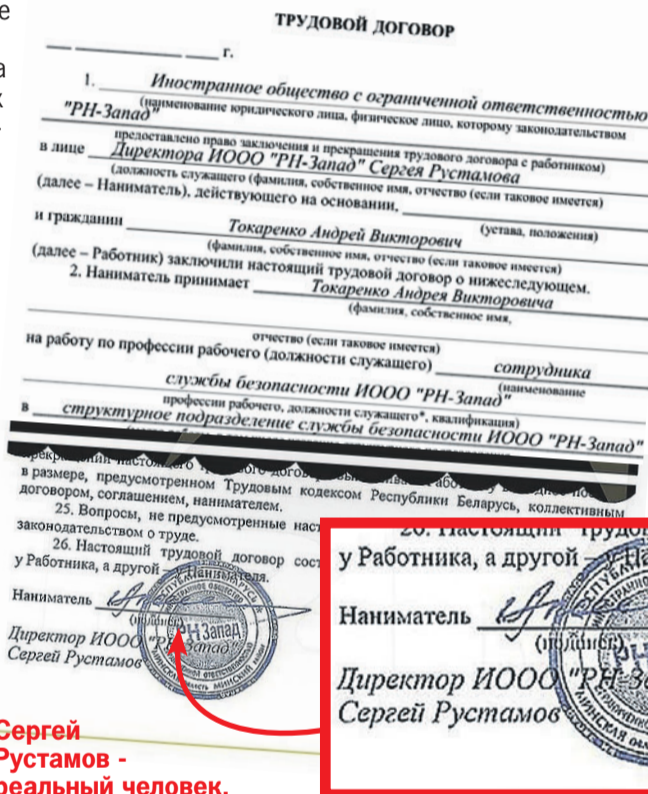 е
а
х
ТРУДОВОЙ ДОГОВОР
г.
1. Иностранное общество с ограниченной ответственностью
(наименование юридического лица, физическое лицо, которому законодательством
"РН-Запад"
предоставлено право заключения и прекращения трудового договора с работником)
в лице Директора ИООО "РН-Запад" Сергея Рустамова
(должность служащего (фамилия, собственное имя, отчество (если таковое имеется)
(далее – Наниматель), действующего на основании,
(устава, положения)
и гражданин Токаренко Андрей Викторович
(фамилия, собственное имя, отчество (если таковое имеется)
(далее – Работник) заключили настоящий трудовой договор о нижеследующем.
2. Наниматель принимает Токаренко Андрея Викторовича
(фамилия, собственное имя,
отчество (если таковое имеется)
на работу по профессии рабочего (должности служащего) сотрудника
(наименование
службы безопасности ИООО "РН-Запад"
профессии рабочего, должности служащего*, квалификация)
в структурное подразделение службы безопасности ИООО "РН-Запад"
в размере, предусмотренном Трудовым кодексом Республики Беларусь, коллективным
договором, соглашением, нанимателем.
25. Вопросы, не предусмотренные наст
законодательством о труде.
26. Настоящий трудовой договор сост
у Работника, а другой – у Нанимателя.
Наниматель
(подпись)
Директор ИООО "РН-Запад"
Сергей Рустамов
РН Запад
26. Настоящий трудов
у Работника, а другой – у На
Наниматель
(подпись)
Директор ИООО "РН-За
Сергей Рустамов
Сергей
Рустамов -
реальный человек.